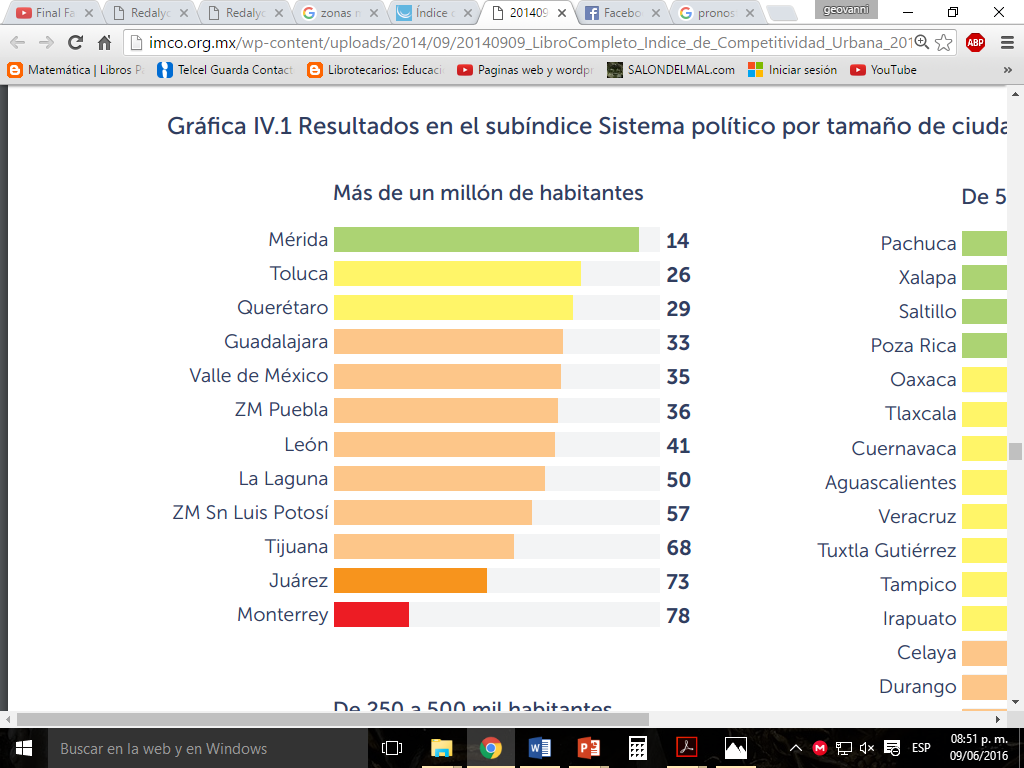 Final Fa
Redalyc
Redalyc
zonas m
Índice c
201409
Facebo
pronos
geovanni
imco.org.mx/wp-content/uploads/2014/09/20140909_LibroCompleto_Indice_de_Competitividad_Urbana_201
ABP
Matemática | Libros P
Telcel Guarda Contact
Librotecarios: Educaci
Paginas web y wordpr
SALONDELMAL.com
Iniciar sesión
YouTube
»
Gráfica IV.1 Resultados en el subíndice Sistema político por tamaño de ciuda
Más de un millón de habitantes
Mérida 14
Toluca 26
Querétaro 29
Guadalajara 33
Valle de México 35
ZM Puebla 36
León 41
La Laguna 50
ZM Sn Luis Potosí 57
Tijuana 68
Juárez 73
Monterrey 78
De 250 a 500 mil habitantes
De 5
Pachuca
Xalapa
Saltillo
Poza Rica
Oaxaca
Tlaxcala
Cuernavaca
Aguascalientes
Veracruz
Tuxtla Gutiérrez
Tampico
Irapuato
Celaya
Durango
Buscar en la web y en Windows
ESP
08:51 p. m.
09/06/2016